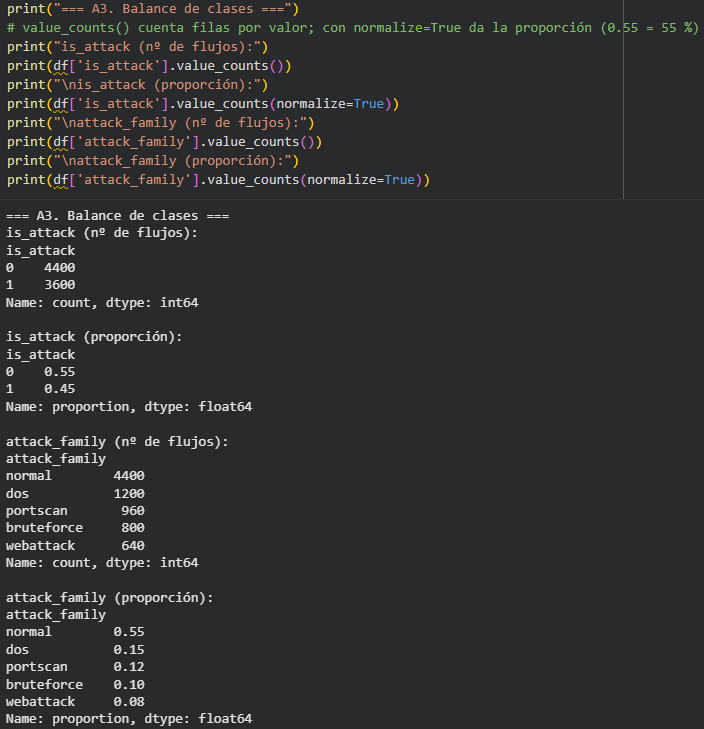 print("=== A3. Balance de clases ===")
# value_counts() cuenta filas por valor; con normalize=True da la proporción (0.55 = 55 %)
print("is_attack (nº de flujos):")
print(df['is_attack'].value_counts())
print("\nis_attack (proporción):")
print(df['is_attack'].value_counts(normalize=True))
print("\nattack_family (nº de flujos):")
print(df['attack_family'].value_counts())
print("\nattack_family (proporción):")
print(df['attack_family'].value_counts(normalize=True))
=== A3. Balance de clases ===
is_attack (nº de flujos):
is_attack
0    4400
1    3600
Name: count, dtype: int64

is_attack (proporción):
is_attack
0    0.55
1    0.45
Name: proportion, dtype: float64

attack_family (nº de flujos):
attack_family
normal        4400
dos           1200
portscan       960
bruteforce     800
webattack      640
Name: count, dtype: int64

attack_family (proporción):
attack_family
normal        0.55
dos           0.15
portscan      0.12
bruteforce    0.10
webattack     0.08
Name: proportion, dtype: float64